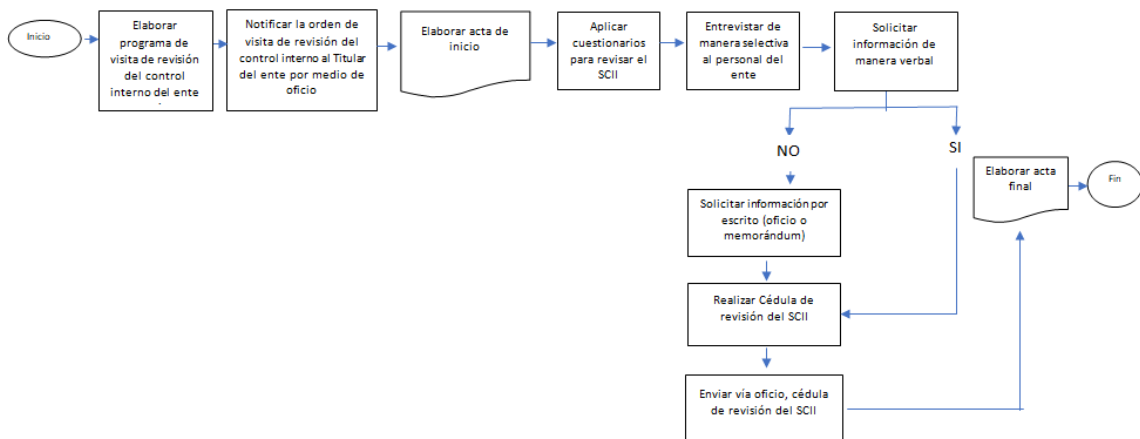 Inicio
Elaborar
programa de
visita de revisión
del control
interno del ente
Notificar la orden de
visita de revisión del
control interno al Titular
del ente por medio de
oficio
Elaborar acta de
inicio
Aplicar
cuestionarios
para revisar el
SCII
Entrevistar de
manera selectiva
al personal del
ente
Solicitar
información de
manera verbal
NO
SI
Solicitar información por
escrito (oficio o
memorándum)
Realizar Cédula de
revisión del SCII
Enviar vía oficio, cédula
de revisión del SCII
Elaborar acta
final
Fin